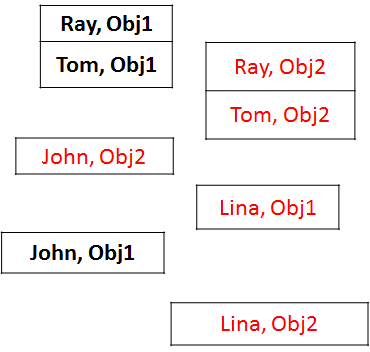 Ray, Obj1
Tom, Obj1
Ray, Obj2
Tom, Obj2
John, Obj2
Lina, Obj1
John, Obj1
Lina, Obj2